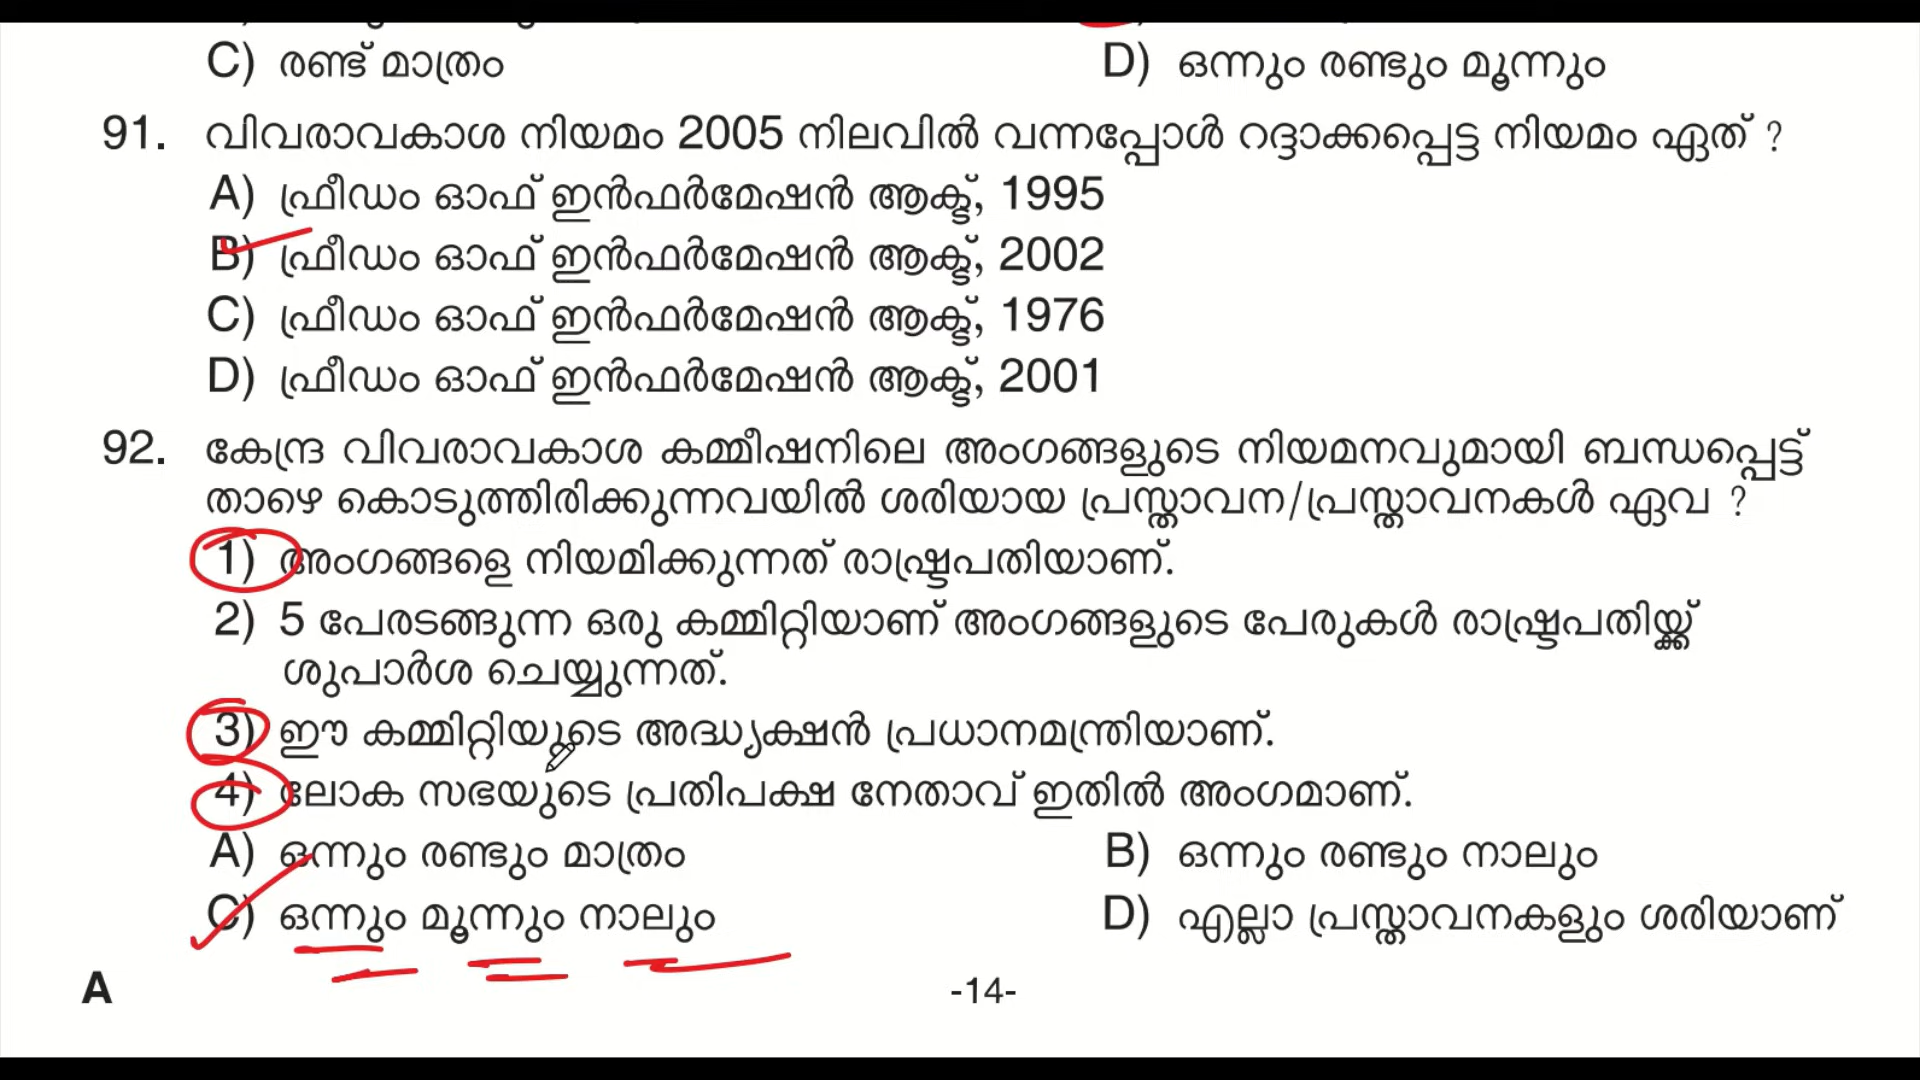 C) രണ്ട് മാത്രം D) ഒന്നും രണ്ടും മൂന്നും
91. വിവരാവകാശ നിയമം 2005 നിലവിൽ വന്നപ്പോൾ റദ്ദാക്കപ്പെട്ട നിയമം ഏത് ?
A) ഫ്രീഡം ഓഫ് ഇൻഫർമേഷൻ ആക്ട്, 1995
B) ഫ്രീഡം ഓഫ് ഇൻഫർമേഷൻ ആക്ട്, 2002
C) ഫ്രീഡം ഓഫ് ഇൻഫർമേഷൻ ആക്ട്, 1976
D) ഫ്രീഡം ഓഫ് ഇൻഫർമേഷൻ ആക്ട്, 2001
92. കേന്ദ്ര വിവരാവകാശ കമ്മീഷനിലെ അംഗങ്ങളുടെ നിയമനവുമായി ബന്ധപ്പെട്ട്
താഴെ കൊടുത്തിരിക്കുന്നവയിൽ ശരിയായ പ്രസ്താവന/പ്രസ്താവനകൾ ഏവ ?
1) അംഗങ്ങളെ നിയമിക്കുന്നത് രാഷ്ട്രപതിയാണ്.
2) 5 പേരടങ്ങുന്ന ഒരു കമ്മിറ്റിയാണ് അംഗങ്ങളുടെ പേരുകൾ രാഷ്ട്രപതിയ്ക്ക്
ശുപാർശ ചെയ്യുന്നത്.
3) ഈ കമ്മിറ്റിയുടെ അദ്ധ്യക്ഷൻ പ്രധാനമന്ത്രിയാണ്.
4) ലോക സഭയുടെ പ്രതിപക്ഷ നേതാവ് ഇതിൽ അംഗമാണ്.
A) ഒന്നും രണ്ടും മാത്രം B) ഒന്നും രണ്ടും നാലും
C) ഒന്നും മൂന്നും നാലും D) എല്ലാ പ്രസ്താവനകളും ശരിയാണ്
A -14-